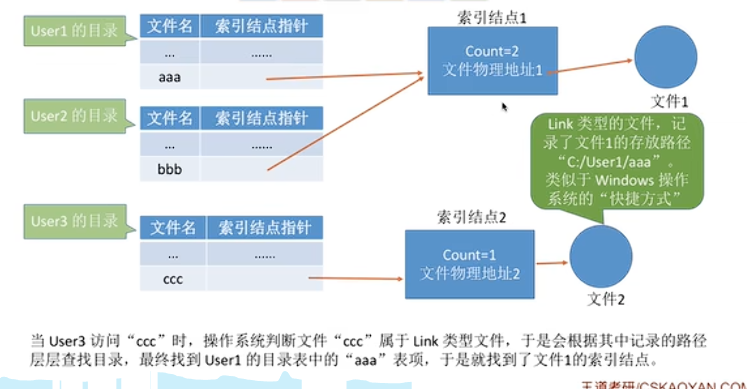 User1 的目录
文件名 索引结点指针
... ......
aaa
User2 的目录
文件名 索引结点指针
... ......
bbb
User3 的目录
文件名 索引结点指针
... ......
ccc
索引结点1
Count=2
文件物理地址1
文件1
Link 类型的文件，记
录了文件1的存放路径
“C:/User1/aaa”。
类似于 Windows 操作
系统的“快捷方式”
索引结点2
Count=1
文件物理地址2
文件2
当 User3 访问“ccc”时，操作系统判断文件“ccc”属于 Link 类型文件，于是会根据其中记录的路径
层层查找目录，最终找到 User1 的目录表中的“aaa”表项，于是就找到了文件1的索引结点。
王道考研/CSKAOYAN.COM